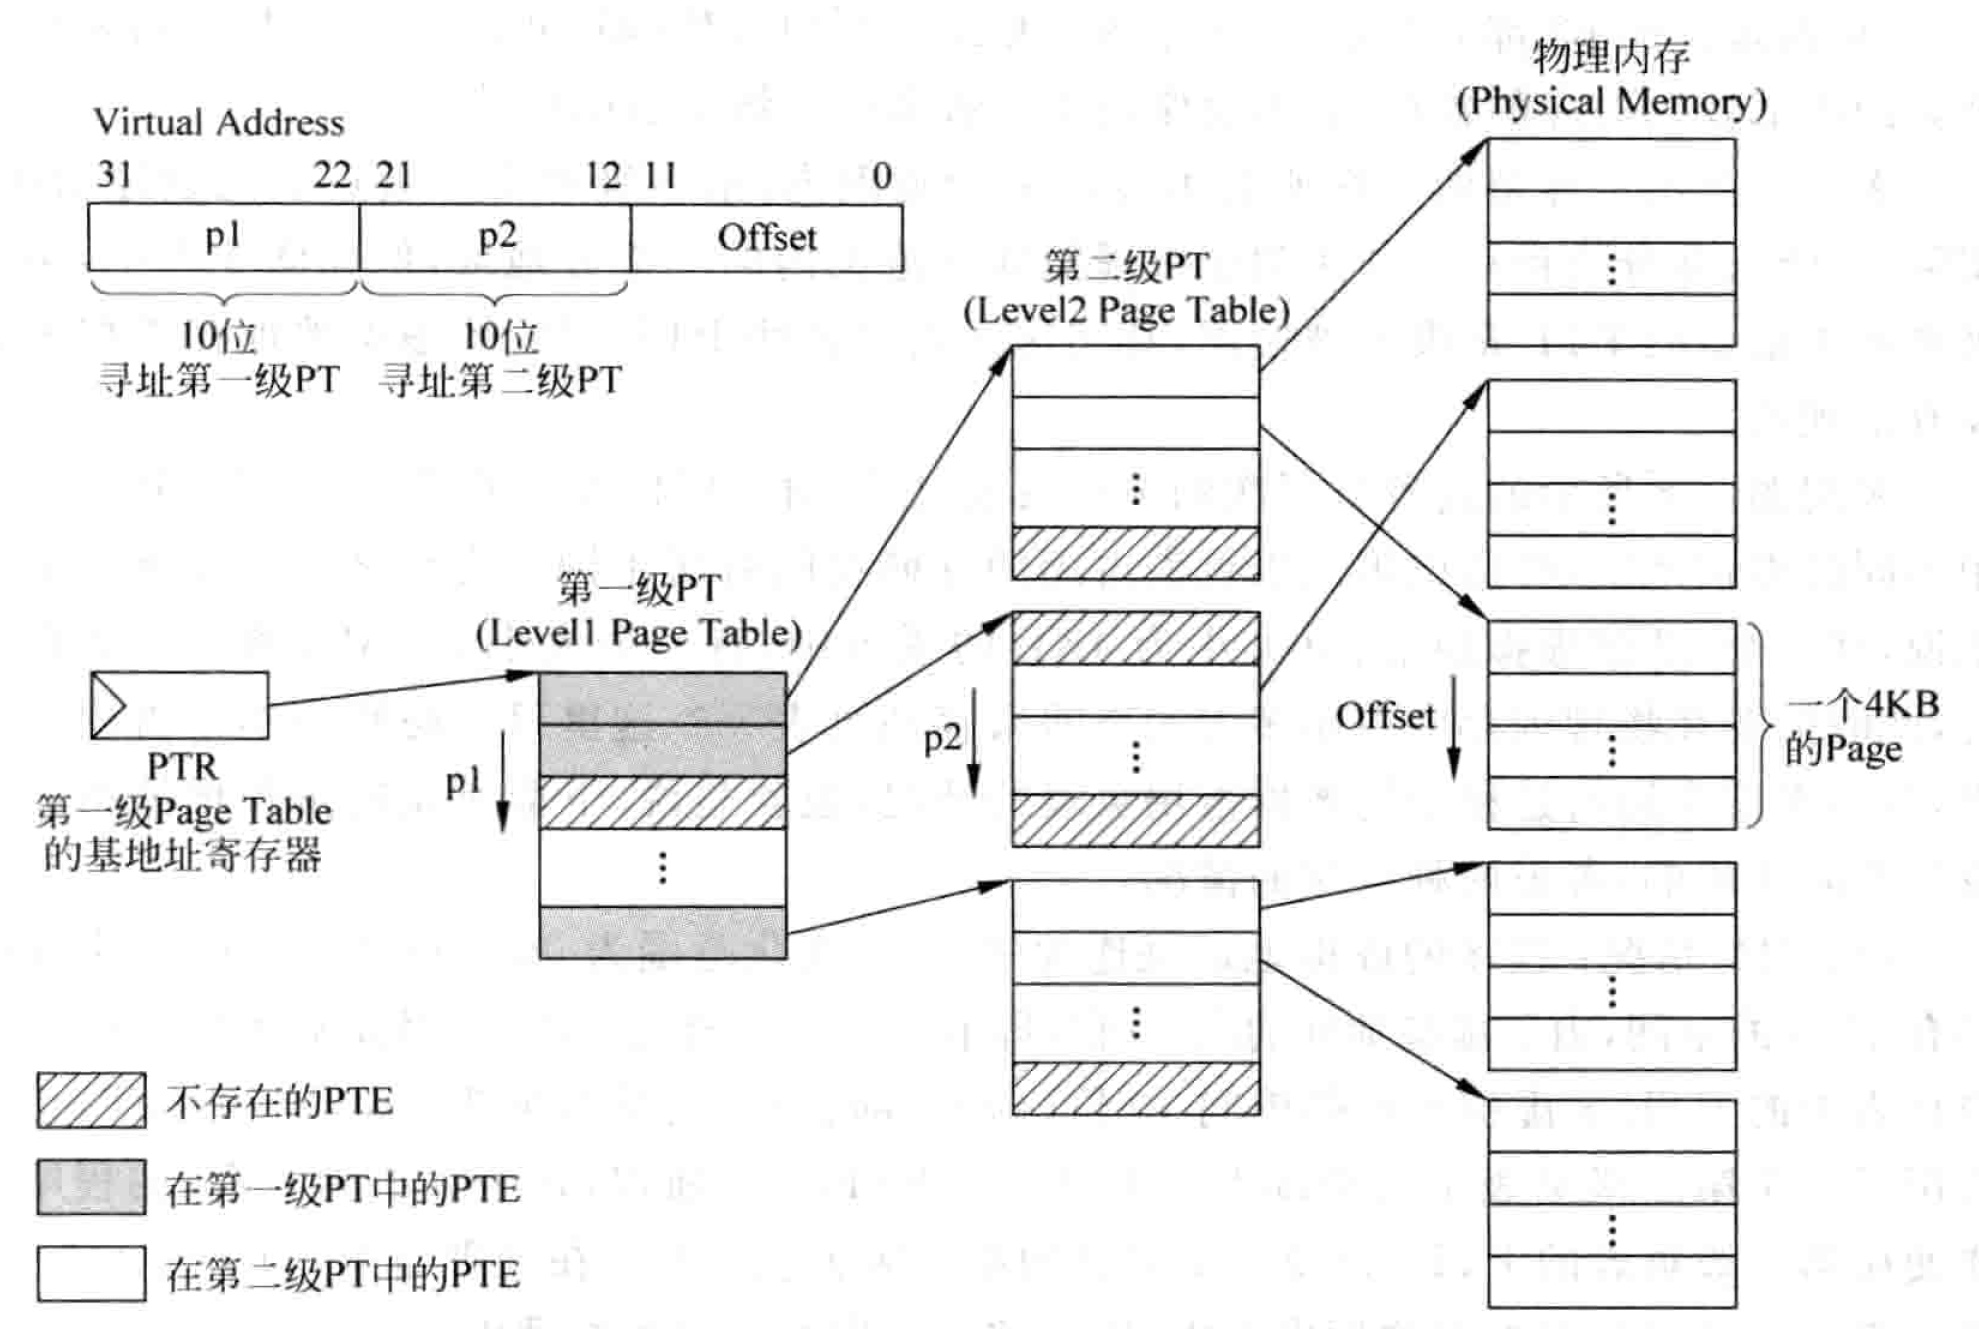 物理内存
(Physical Memory)
Virtual Address
31 22 21 12 11 0
p1 p2 Offset
10位 10位
寻址第一级PT 寻址第二级PT
第二级PT
(Level2 Page Table)
第一级PT
(Level1 Page Table)
PTR
第一级Page Table
的基地址寄存器
p1
p2
Offset
一个4KB
的Page
不存在的PTE
在第一级PT中的PTE
在第二级PT中的PTE